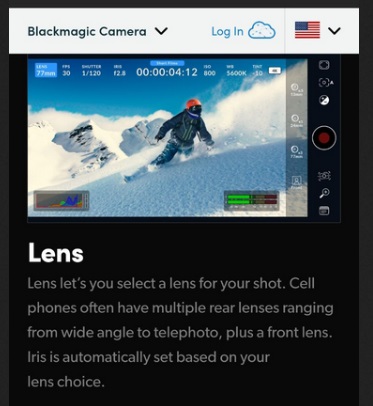 Blackmagic Camera
Log In
LENS FPS SHUTTER IRIS 00:00:04:12 ISO WB TINT
77mm 30 1/120 f2.8 800 5600K -10
Lens
Lens let's you select a lens for your shot. Cell
phones often have multiple rear lenses ranging
from wide angle to telephoto, plus a front lens.
Iris is automatically set based on your
lens choice.